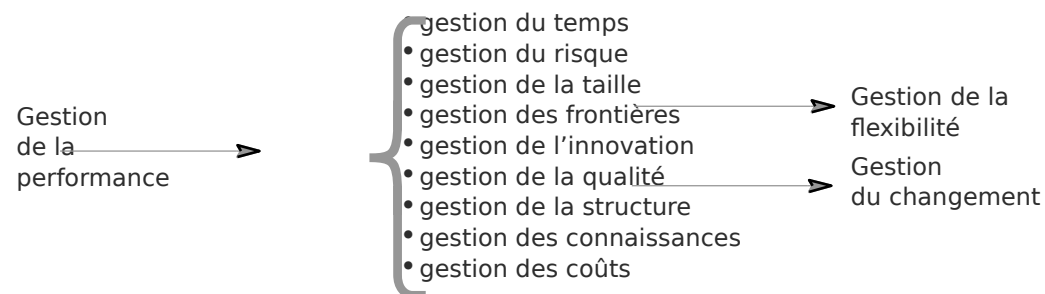 Gestion
de la
performance
• gestion du temps
• gestion du risque
• gestion de la taille
• gestion des frontières
• gestion de l’innovation
• gestion de la qualité
• gestion de la structure
• gestion des connaissances
• gestion des coûts
Gestion de la
flexibilité
Gestion
du changement